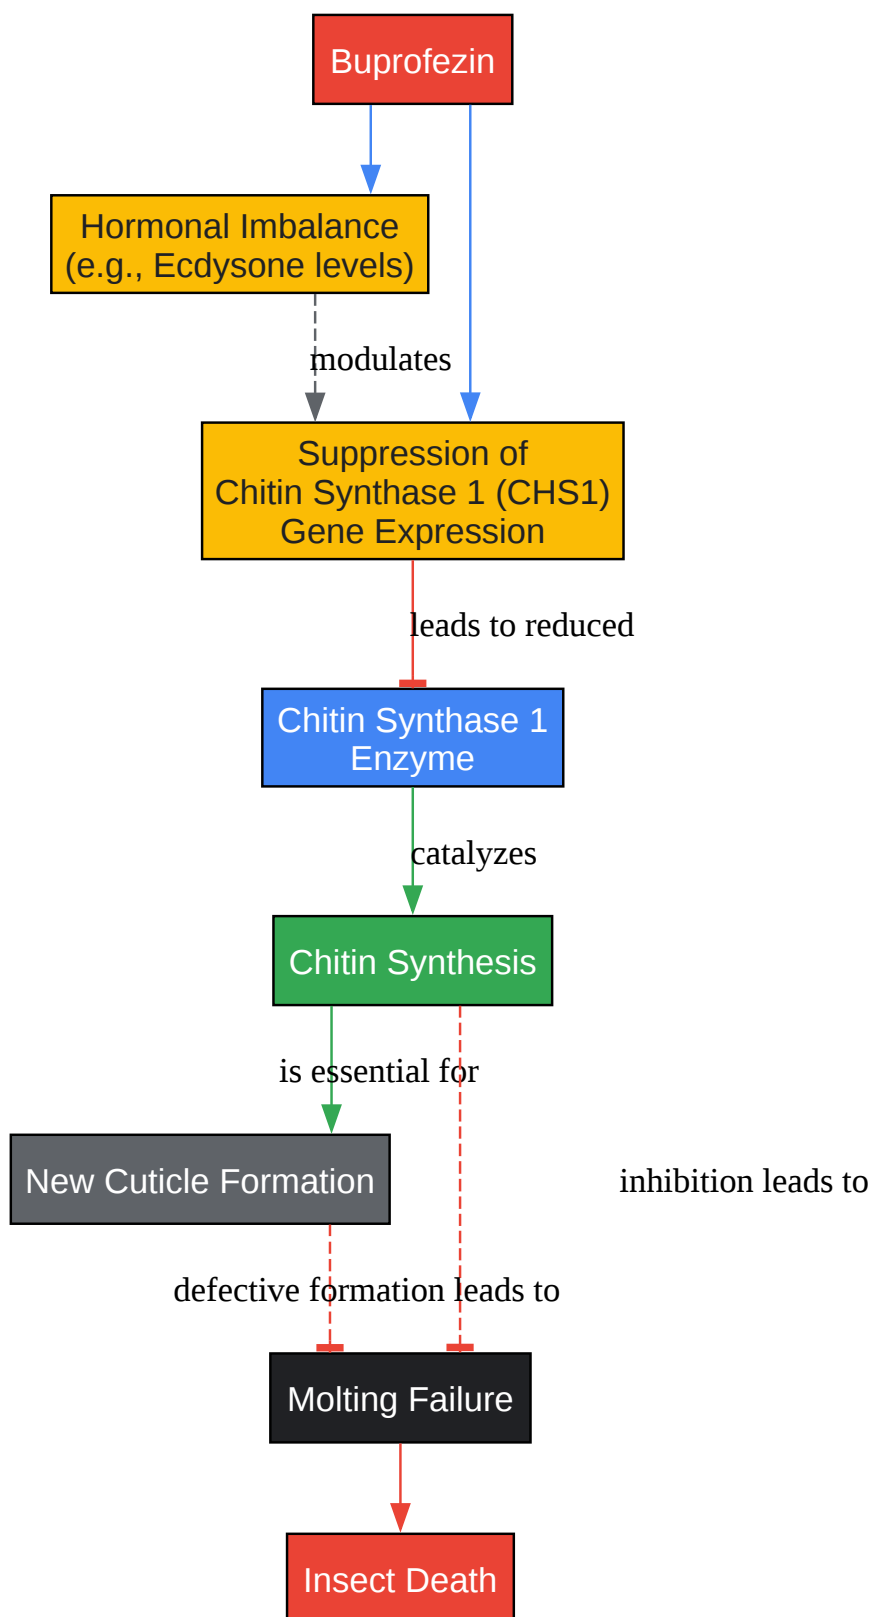 Buprofezin
Hormonal Imbalance
(e.g., Ecdysone levels)
modulates
Suppression of
Chitin Synthase 1 (CHS1)
Gene Expression
leads to reduced
Chitin Synthase 1
Enzyme
catalyzes
Chitin Synthesis
is essential for
New Cuticle Formation
inhibition leads to
defective formation leads to
Molting Failure
Insect Death